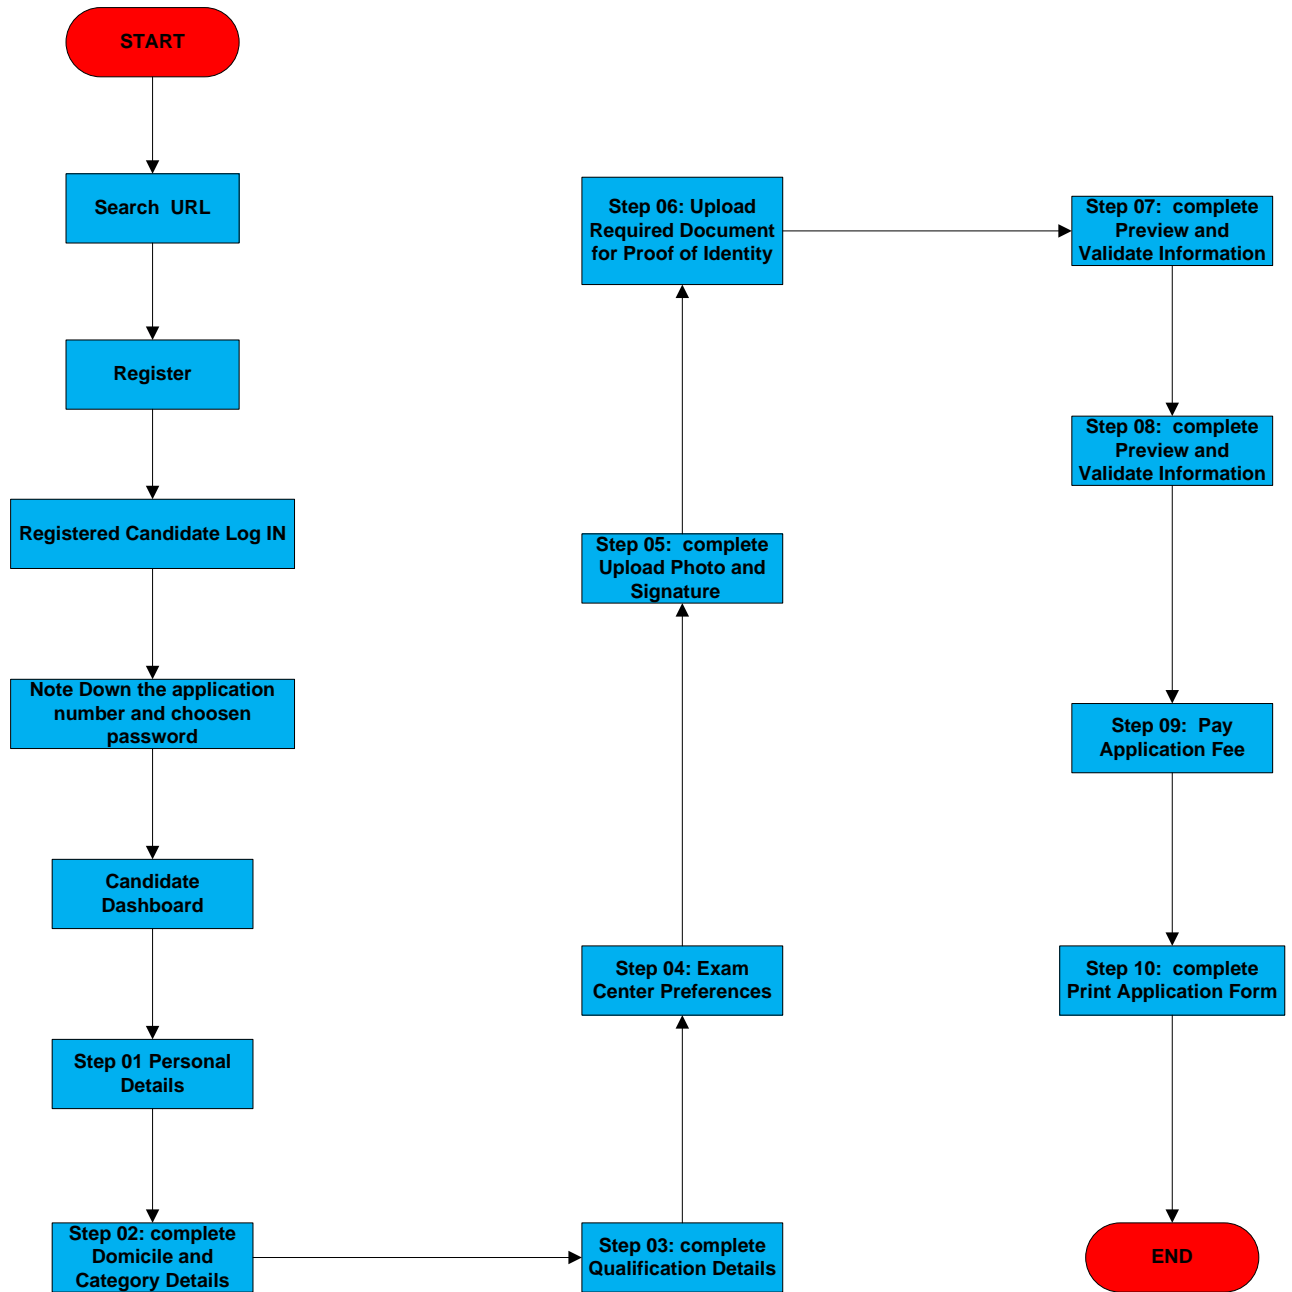 START
Search  URL
Register
Registered Candidate Log IN
Note Down the application
number and choosen
password
Candidate
Dashboard
Step 01 Personal
Details
Step 02: complete
Domicile and
Category Details
Step 03: complete
Qualification Details
Step 04: Exam
Center Preferences
Step 05:  complete
Upload Photo and
Signature
Step 06: Upload
Required Document
for Proof of Identity
Step 07:  complete
Preview and
Validate Information
Step 08:  complete
Preview and
Validate Information
Step 09:  Pay
Application Fee
Step 10:  complete
Print Application Form
END